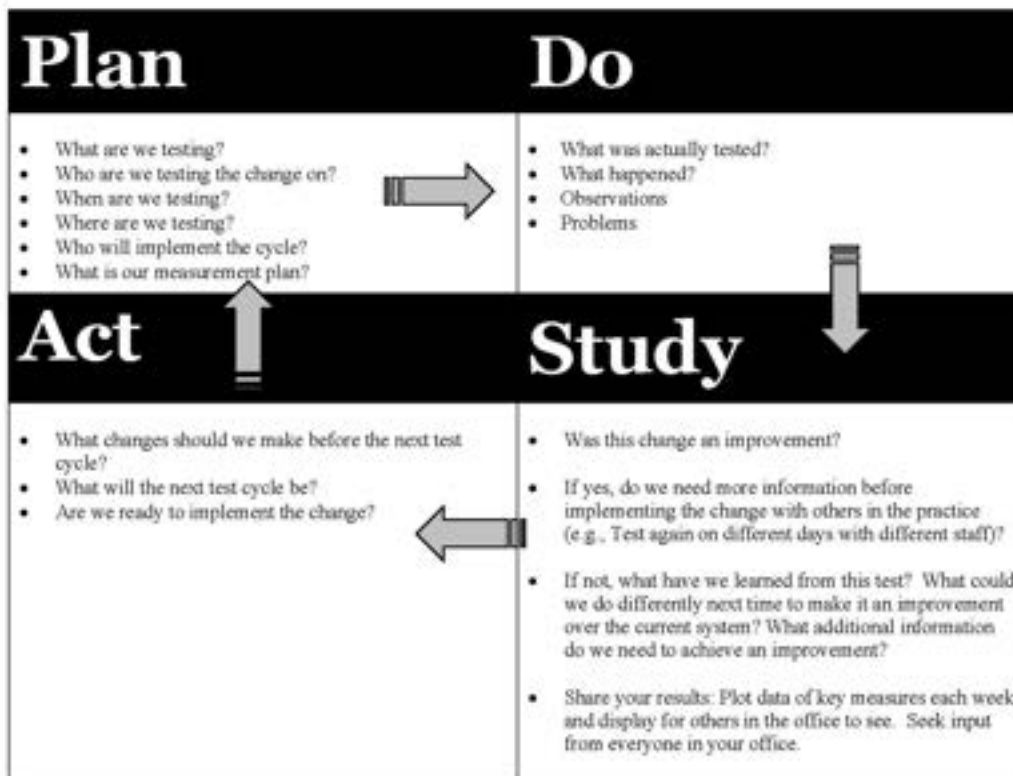 Plan
• What are we testing?
• Who are we testing the change on?
• When are we testing?
• Where are we testing?
• Who will implement the cycle?
• What is our measurement plan?
Do
• What was actually tested?
• What happened?
• Observations
• Problems
Act
• What changes should we make before the next test
cycle?
• What will the next test cycle be?
• Are we ready to implement the change?
Study
• Was this change an improvement?
• If yes, do we need more information before
implementing the change with others in the practice
(e.g., Test again on different days with different staff)?
• If not, what have we learned from this test? What could
we do differently next time to make it an improvement
over the current system? What additional information
do we need to achieve an improvement?
• Share your results: Plot data of key measures each week
and display for others in the office to see. Seek input
from everyone in your office.